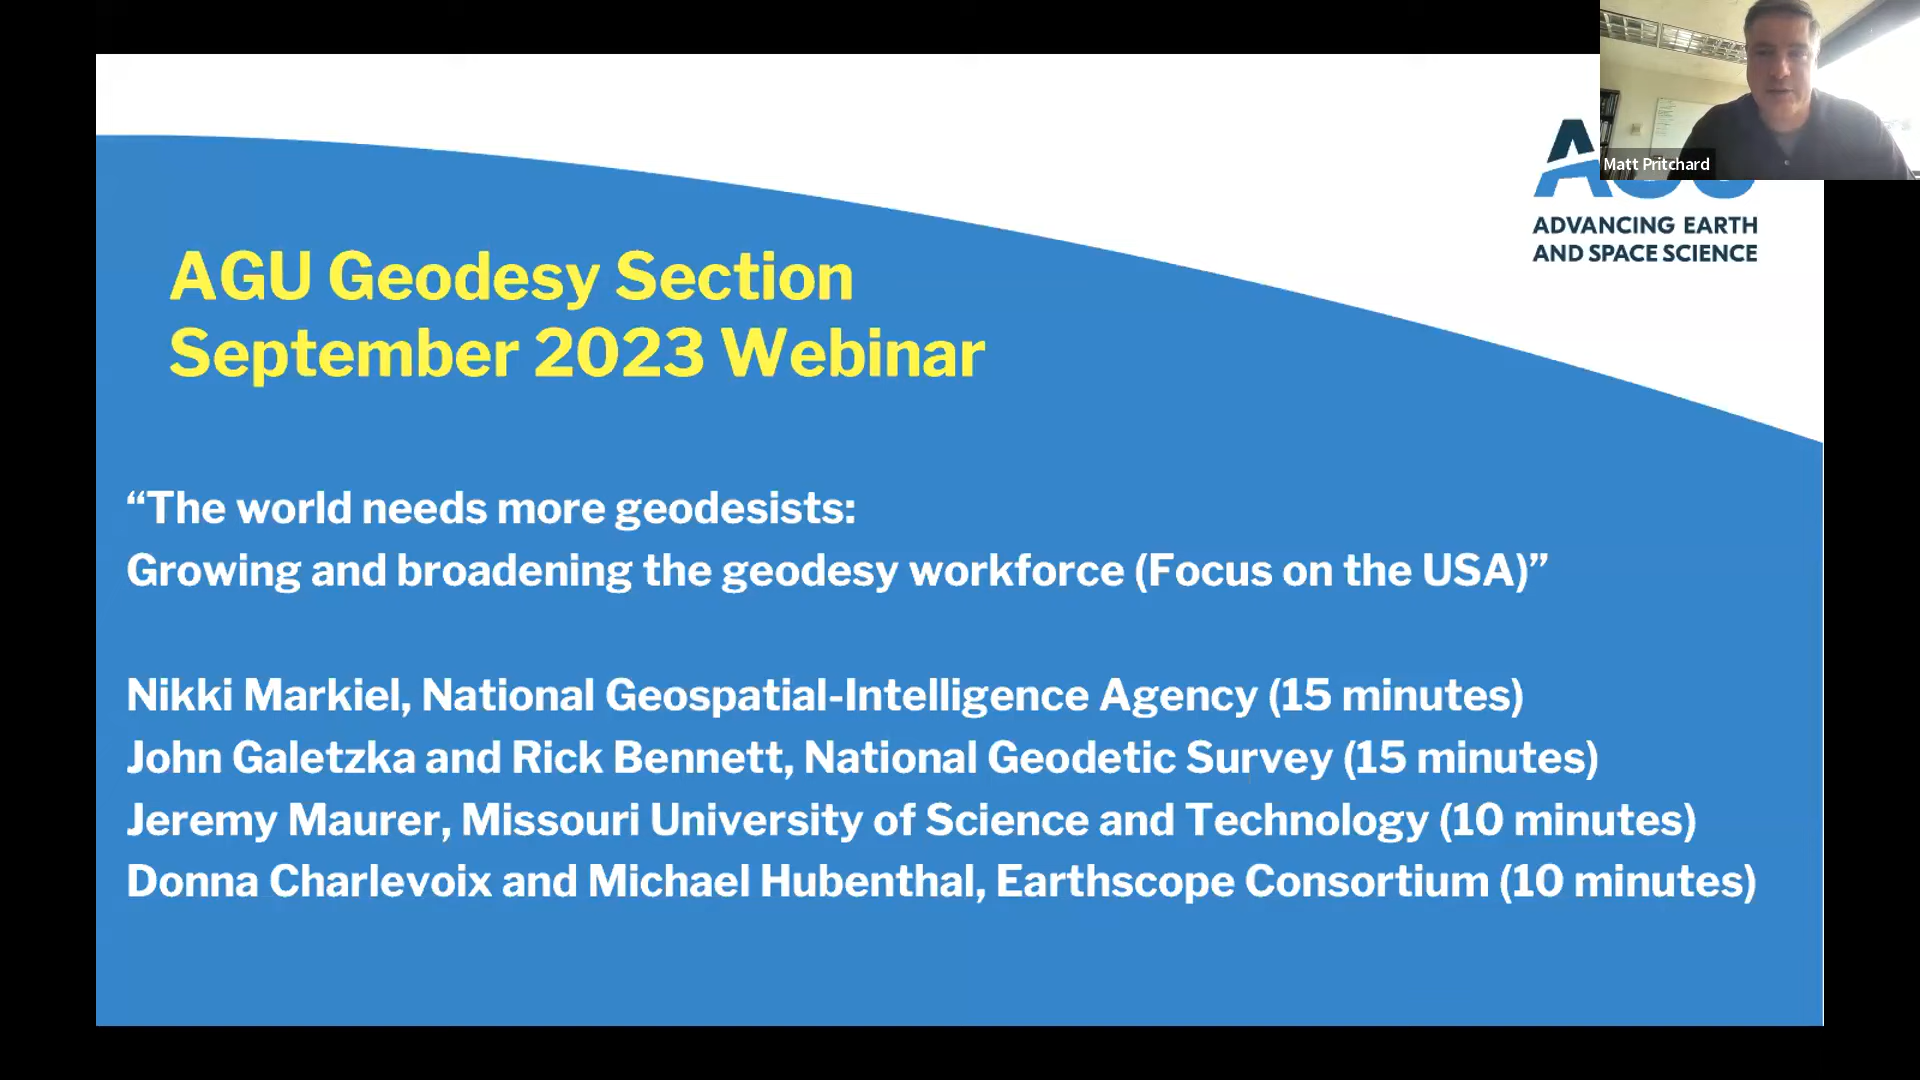 Matt Pritchard
ADVANCING EARTH
AND SPACE SCIENCE
AGU Geodesy Section
September 2023 Webinar
“The world needs more geodesists:
Growing and broadening the geodesy workforce (Focus on the USA)”
Nikki Markiel, National Geospatial-Intelligence Agency (15 minutes)
John Galetzka and Rick Bennett, National Geodetic Survey (15 minutes)
Jeremy Maurer, Missouri University of Science and Technology (10 minutes)
Donna Charlevoix and Michael Hubenthal, Earthscope Consortium (10 minutes)